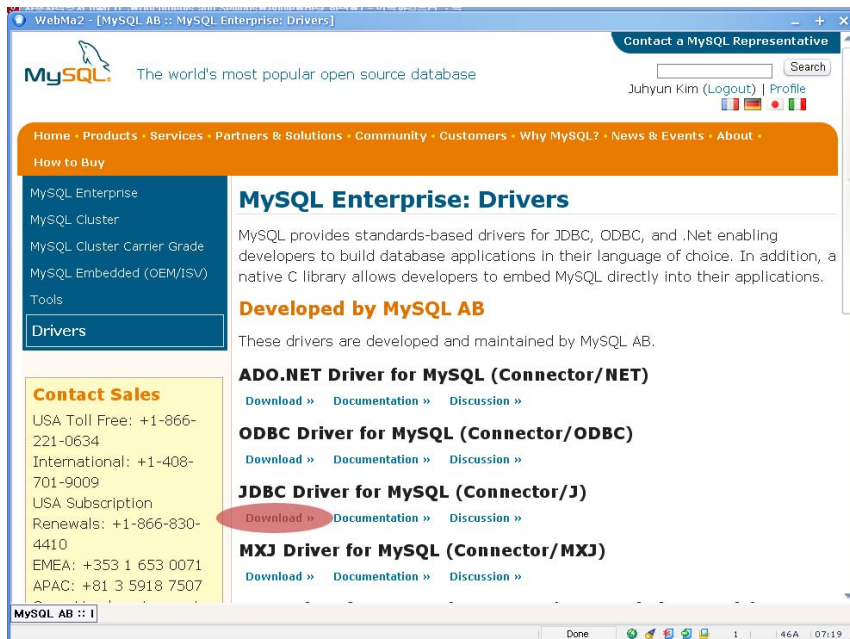 WebMa2 - [MySQL AB :: MySQL Enterprise: Drivers]
Contact a MySQL Representative
MySQL.
The world's most popular open source database
Search
Juhyun Kim (Logout) | Profile
Home • Products • Services • Partners & Solutions • Community • Customers • Why MySQL? • News & Events • About •
How to Buy
MySQL Enterprise
MySQL Cluster
MySQL Cluster Carrier Grade
MySQL Embedded (OEM/ISV)
Tools
Drivers
Contact Sales
USA Toll Free: +1-866-
221-0634
International: +1-408-
701-9009
USA Subscription
Renewals: +1-866-830-
4410
EMEA: +353 1 653 0071
APAC: +81 3 5918 7507
MySQL Enterprise: Drivers
MySQL provides standards-based drivers for JDBC, ODBC, and .Net enabling
developers to build database applications in their language of choice. In addition, a
native C library allows developers to embed MySQL directly into their applications.
Developed by MySQL AB
These drivers are developed and maintained by MySQL AB.
ADO.NET Driver for MySQL (Connector/NET)
Download » Documentation » Discussion »
ODBC Driver for MySQL (Connector/ODBC)
Download » Documentation » Discussion »
JDBC Driver for MySQL (Connector/J)
Download » Documentation » Discussion »
MXJ Driver for MySQL (Connector/MXJ)
Download » Documentation » Discussion »
MySQL AB :: I
Done 1 46A 07:19